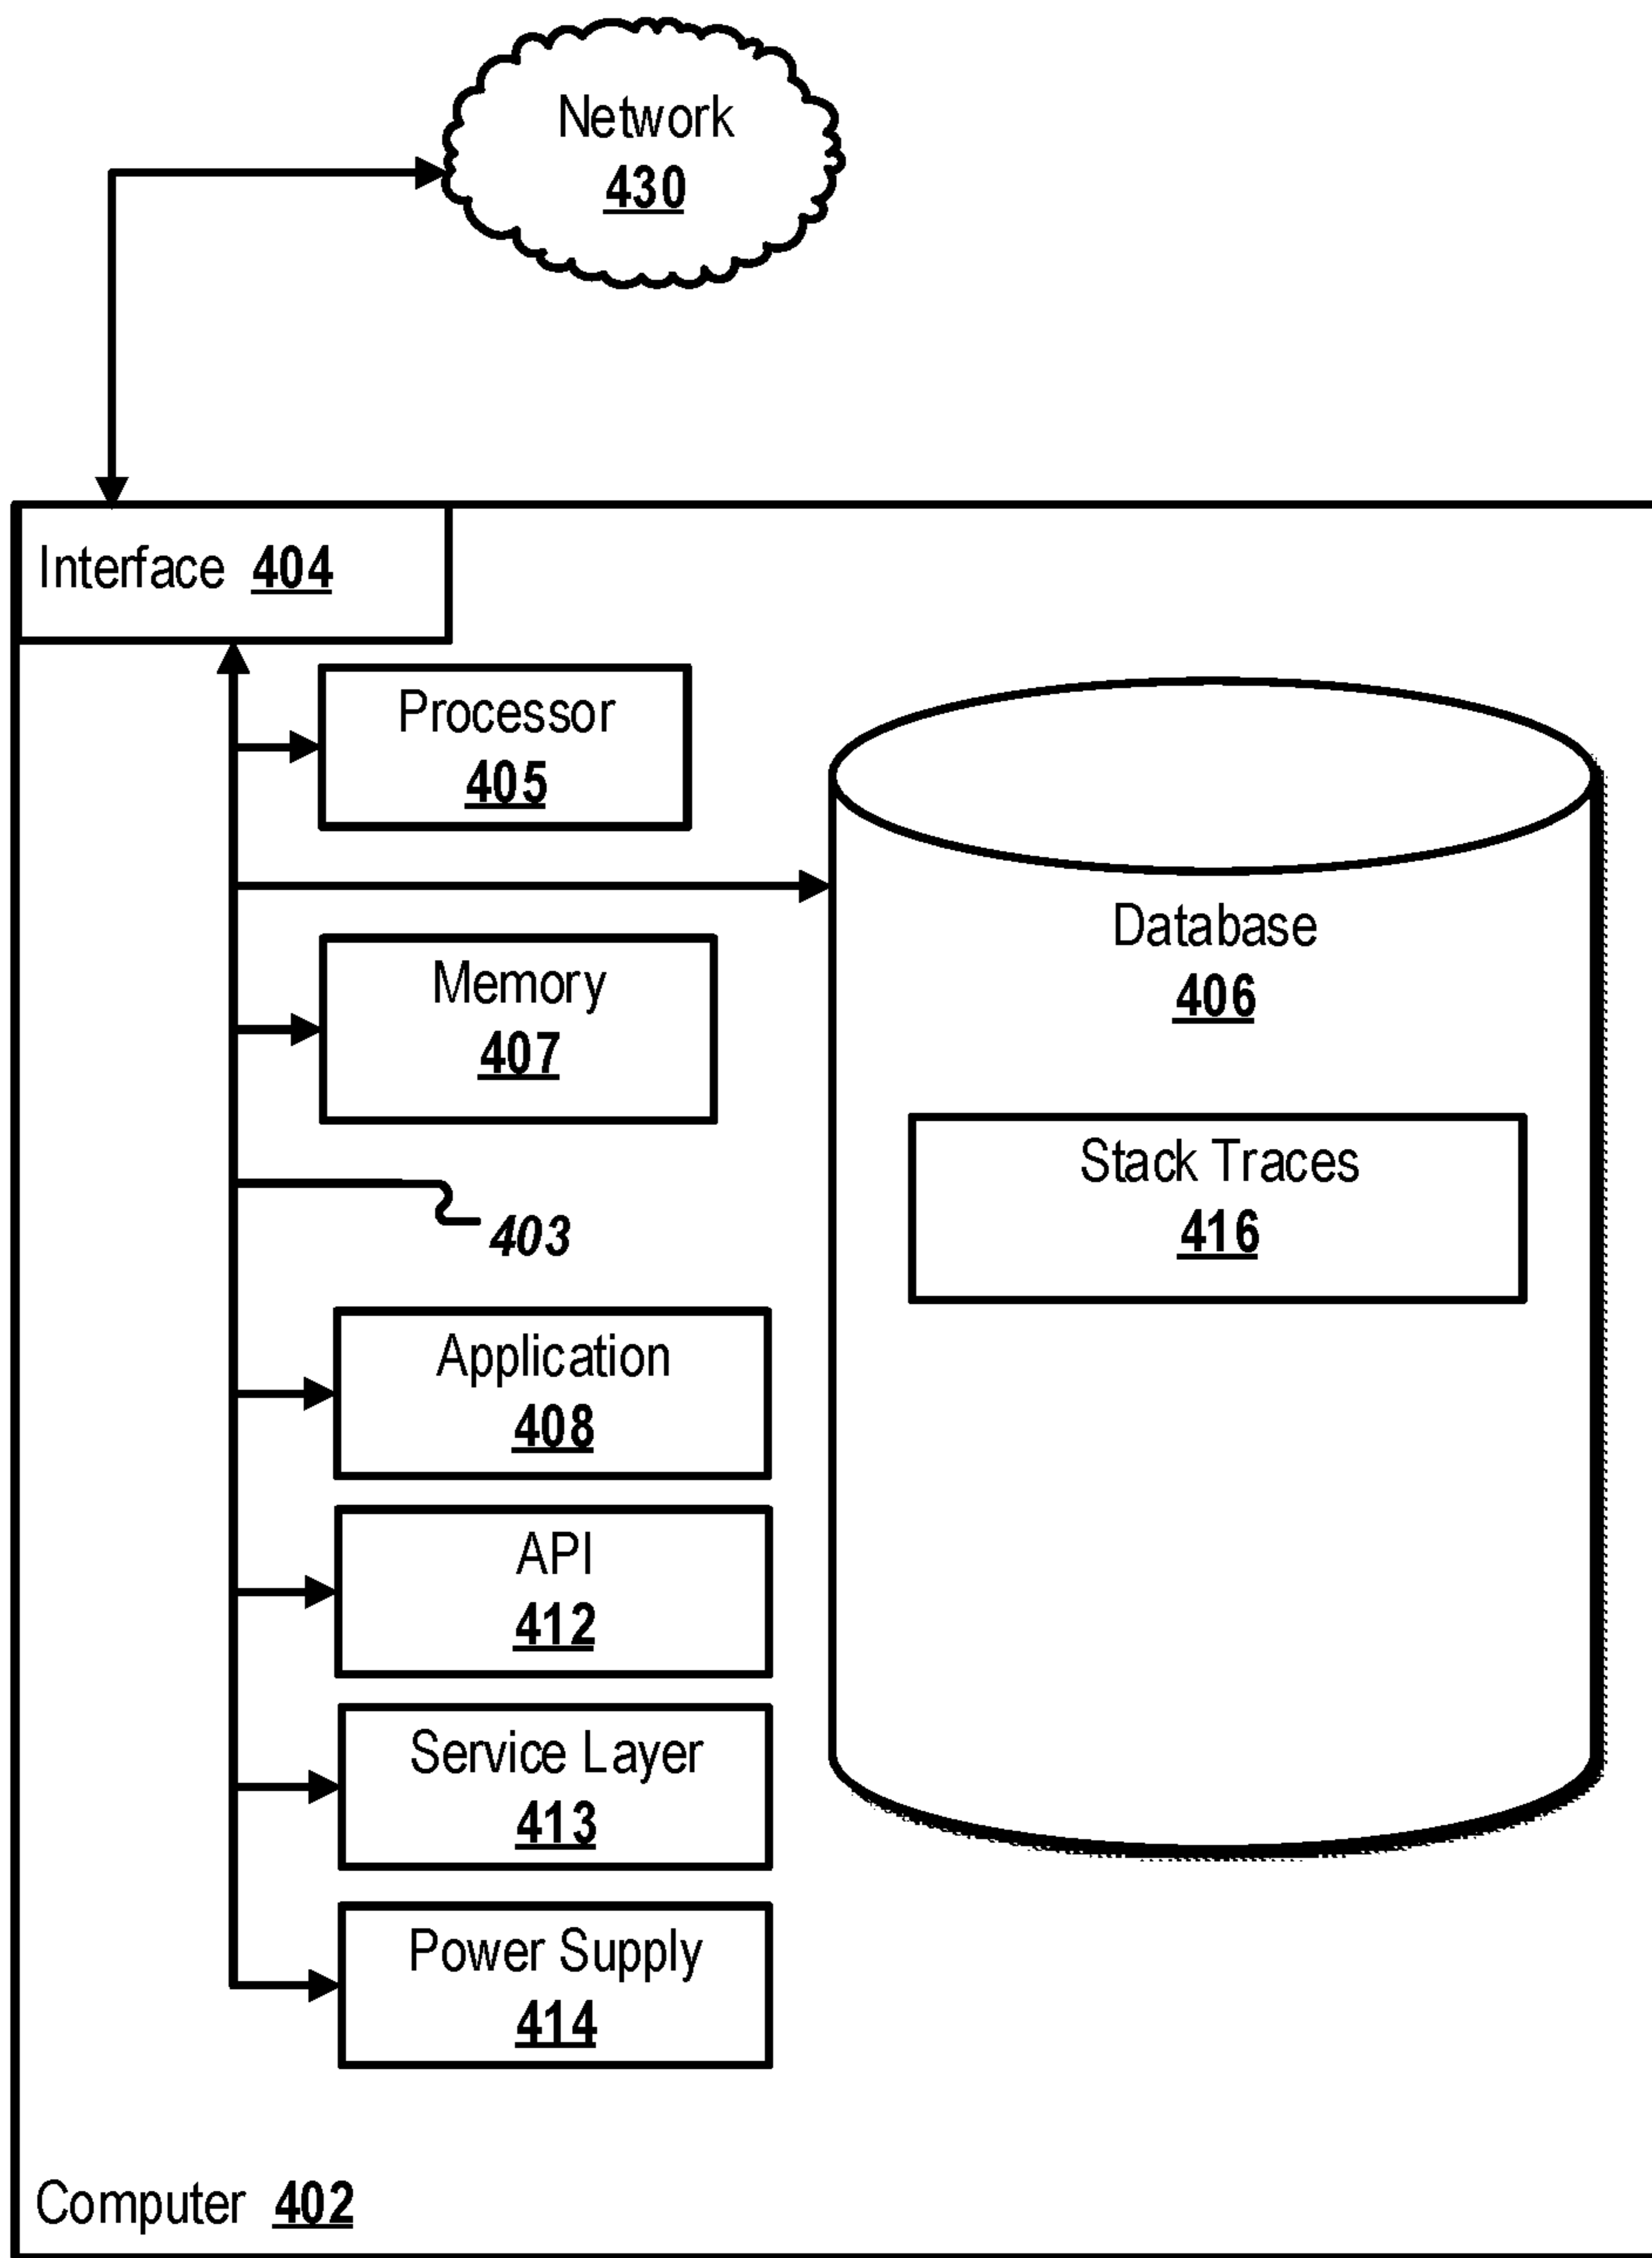 Network
430
Interface 404
Processor
405
Database
406
Memory
407
Stack Traces
416
403
Application
408
API
412
Service Layer
413
Power Supply
414
Computer 402